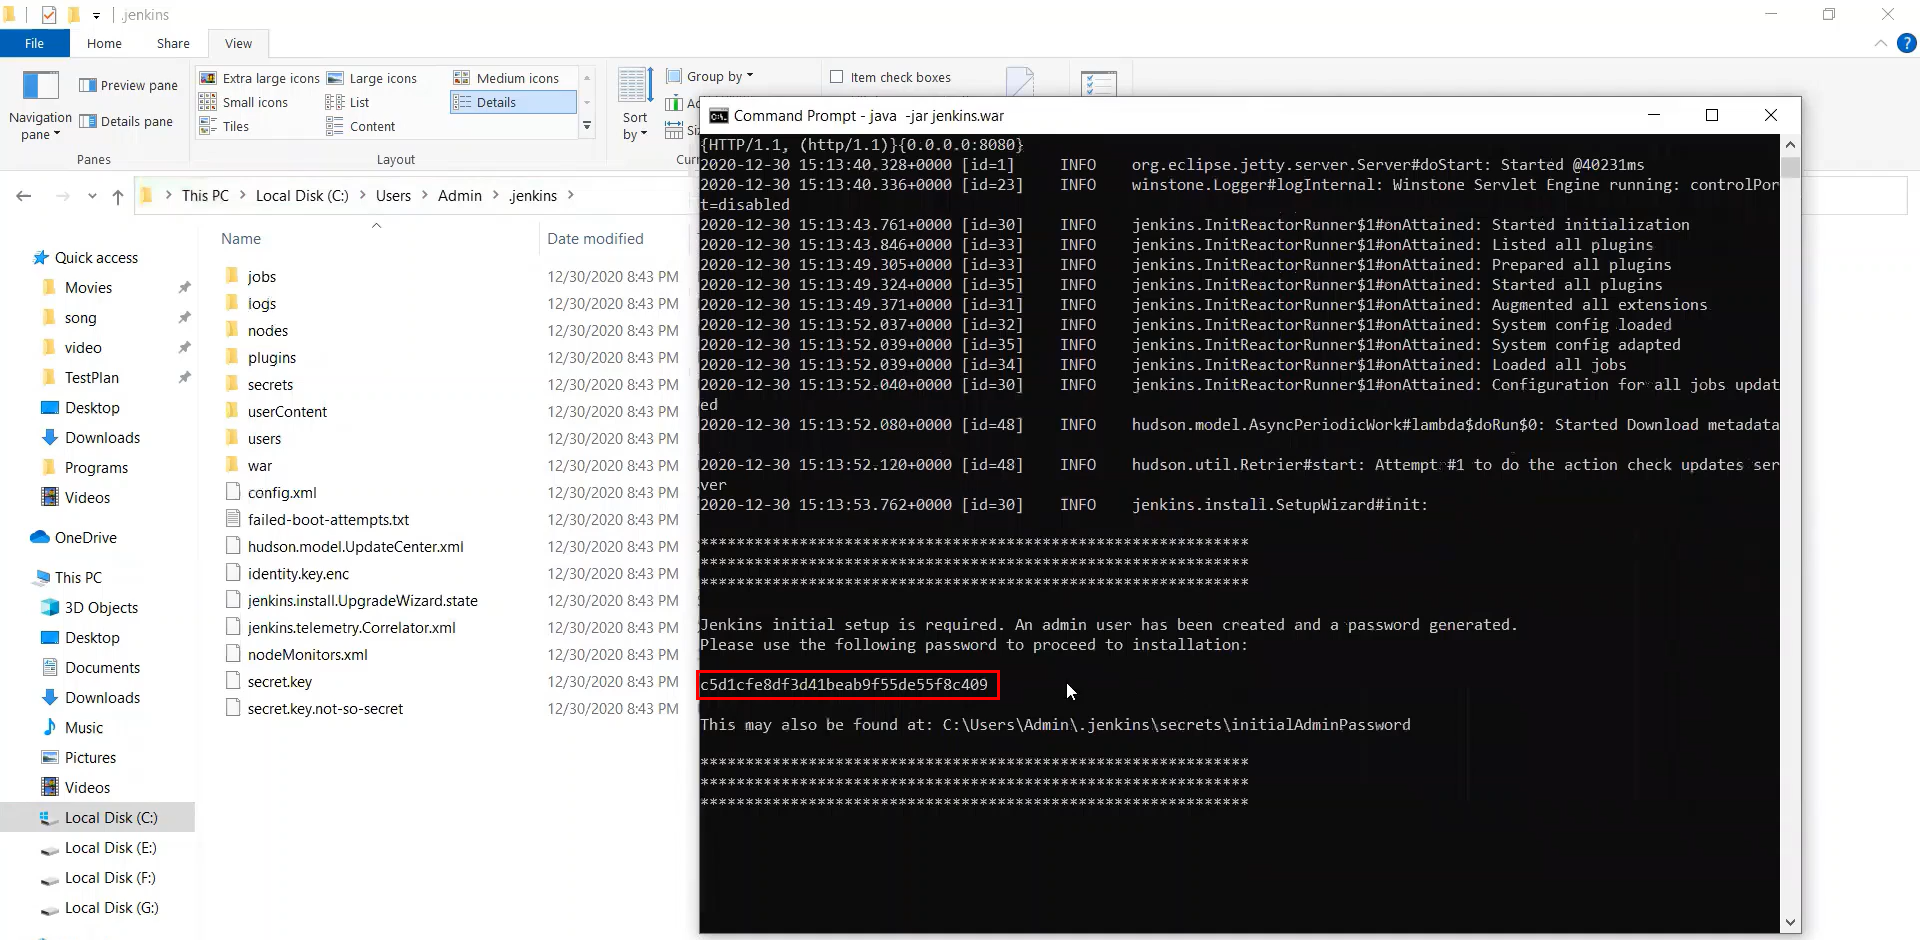 .jenkins
File Home Share View
Navigation pane
Preview pane
Details pane
Panes
Extra large icons Large icons Medium icons
Small icons List Details
Tiles Content
Layout
Sort by
Group by
Item check boxes
This PC Local Disk (C:) Users Admin .jenkins
Quick access
Movies
song
video
TestPlan
Desktop
Downloads
Programs
Videos
OneDrive
This PC
3D Objects
Desktop
Documents
Downloads
Music
Pictures
Videos
Local Disk (C:)
Local Disk (E:)
Local Disk (F:)
Local Disk (G:)
Name Date modified
jobs 12/30/2020 8:43 PM
logs 12/30/2020 8:43 PM
nodes 12/30/2020 8:43 PM
plugins 12/30/2020 8:43 PM
secrets 12/30/2020 8:43 PM
userContent 12/30/2020 8:43 PM
users 12/30/2020 8:43 PM
war 12/30/2020 8:43 PM
config.xml 12/30/2020 8:43 PM
failed-boot-attempts.txt 12/30/2020 8:43 PM
hudson.model.UpdateCenter.xml 12/30/2020 8:43 PM
identity.key.enc 12/30/2020 8:43 PM
jenkins.install.UpgradeWizard.state 12/30/2020 8:43 PM
jenkins.telemetry.Correlator.xml 12/30/2020 8:43 PM
nodeMonitors.xml 12/30/2020 8:43 PM
secret.key 12/30/2020 8:43 PM
secret.key.not-so-secret 12/30/2020 8:43 PM
Command Prompt - java -jar jenkins.war
{HTTP/1.1, (http/1.1)}{0.0.0.0:8080}
2020-12-30 15:13:40.328+0000 [id=1] INFO org.eclipse.jetty.server.Server#doStart: Started @40231ms
2020-12-30 15:13:40.336+0000 [id=23] INFO winstone.Logger#logInternal: Winstone Servlet Engine running: controlPor
t=disabled
2020-12-30 15:13:43.761+0000 [id=30] INFO jenkins.InitReactorRunner$1#onAttained: Started initialization
2020-12-30 15:13:43.846+0000 [id=33] INFO jenkins.InitReactorRunner$1#onAttained: Listed all plugins
2020-12-30 15:13:49.305+0000 [id=33] INFO jenkins.InitReactorRunner$1#onAttained: Prepared all plugins
2020-12-30 15:13:49.324+0000 [id=35] INFO jenkins.InitReactorRunner$1#onAttained: Started all plugins
2020-12-30 15:13:49.371+0000 [id=31] INFO jenkins.InitReactorRunner$1#onAttained: Augmented all extensions
2020-12-30 15:13:52.037+0000 [id=32] INFO jenkins.InitReactorRunner$1#onAttained: System config loaded
2020-12-30 15:13:52.039+0000 [id=35] INFO jenkins.InitReactorRunner$1#onAttained: System config adapted
2020-12-30 15:13:52.039+0000 [id=34] INFO jenkins.InitReactorRunner$1#onAttained: Loaded all jobs
2020-12-30 15:13:52.040+0000 [id=30] INFO jenkins.InitReactorRunner$1#onAttained: Configuration for all jobs updat
ed
2020-12-30 15:13:52.080+0000 [id=48] INFO hudson.model.AsyncPeriodicWork#lambda$doRun$0: Started Download metadata
2020-12-30 15:13:52.120+0000 [id=48] INFO hudson.util.Retrier#start: Attempt #1 to do the action check updates ser
ver
2020-12-30 15:13:53.762+0000 [id=30] INFO jenkins.install.SetupWizard#init:
*************************************************************
*************************************************************
*************************************************************
Jenkins initial setup is required. An admin user has been created and a password generated.
Please use the following password to proceed to installation:
c5d1cfe8df3d41beab9f55de55f8c409
This may also be found at: C:\Users\Admin\.jenkins\secrets\initialAdminPassword
*************************************************************
*************************************************************
*************************************************************